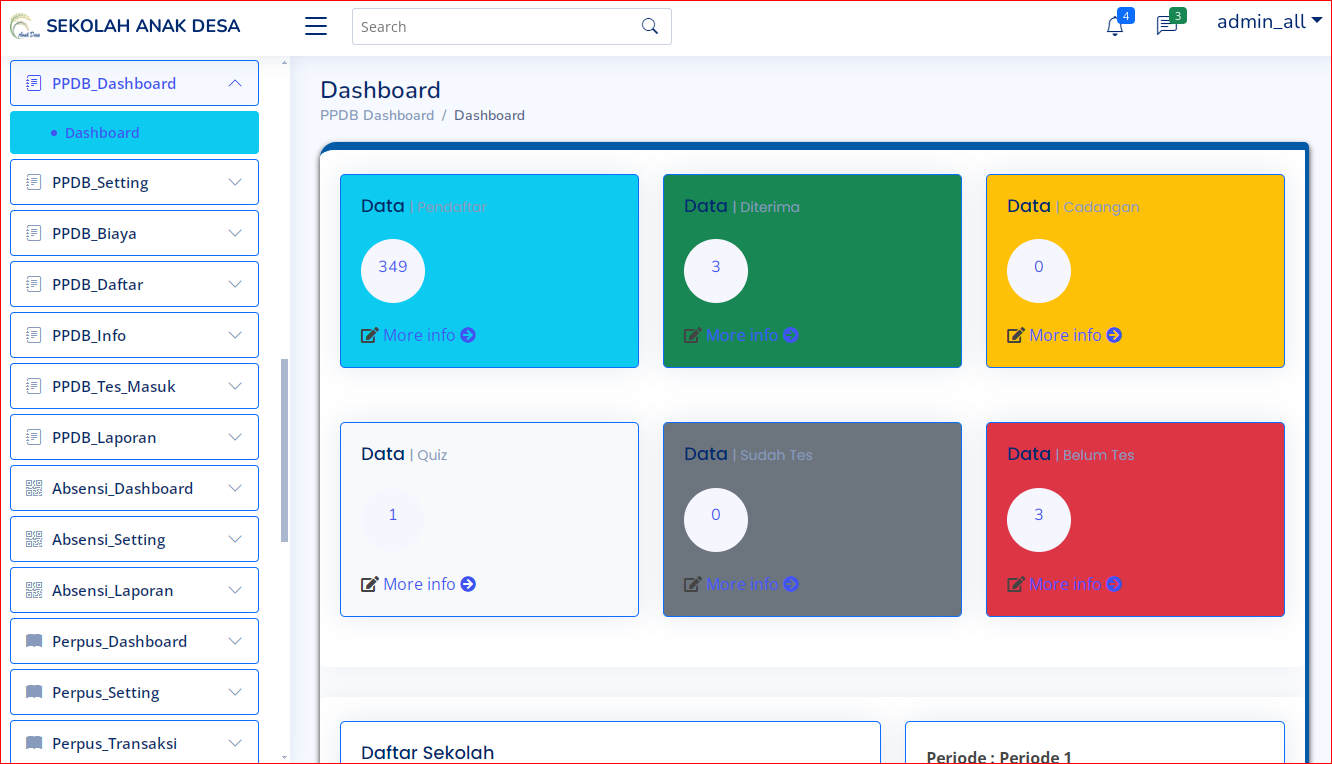 SEKOLAH ANAK DESA
Search
4
3
admin_all
PPDB_Dashboard
Dashboard
PPDB_Setting
PPDB_Biaya
PPDB_Daftar
PPDB_Info
PPDB_Tes_Masuk
PPDB_Laporan
Absensi_Dashboard
Absensi_Setting
Absensi_Laporan
Perpus_Dashboard
Perpus_Setting
Perpus_Transaksi
Dashboard
PPDB Dashboard / Dashboard
Data | Pendaftar
349
More info
Data | Diterima
3
More info
Data | Cadangan
0
More info
Data | Quiz
1
More info
Data | Sudah Tes
0
More info
Data | Belum Tes
3
More info
Daftar Sekolah
Periode : Periode 1